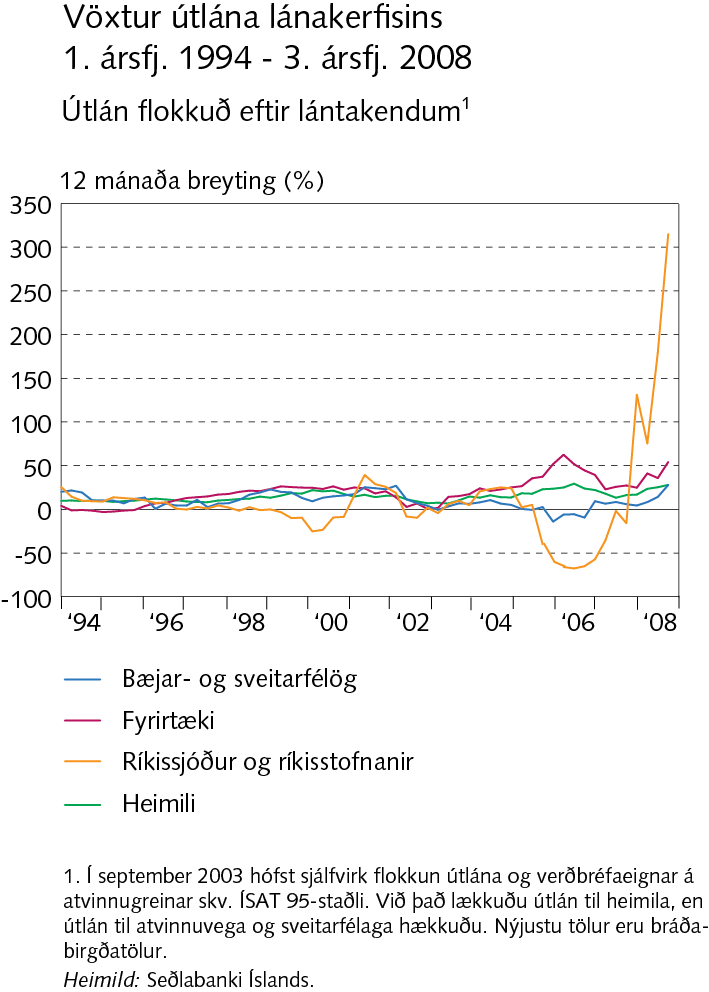 Vöxtur útlána lánakerfisins
1. ársfj. 1994 - 3. ársfj. 2008
Útlán flokkuð eftir lántakendum¹
12 mánaða breyting (%)
350
300
250
200
150
100
50
0
-50
-100
‘94 ‘96 ‘98 ‘00 ‘02 ‘04 ‘06 ‘08
Bæjar- og sveitarfélög
Fyrirtæki
Ríkissjóður og ríkisstofnanir
Heimili
1. Í september 2003 hófst sjálfvirk flokkun útlána og verðbréfaeignar á
atvinnugreinar skv. ÍSAT 95-staðli. Við það lækkuðu útlán til heimila, en
útlán til atvinnuvega og sveitarfélaga hækkuðu. Nýjustu tölur eru bráða-
birgðatölur.
Heimild: Seðlabanki Íslands.